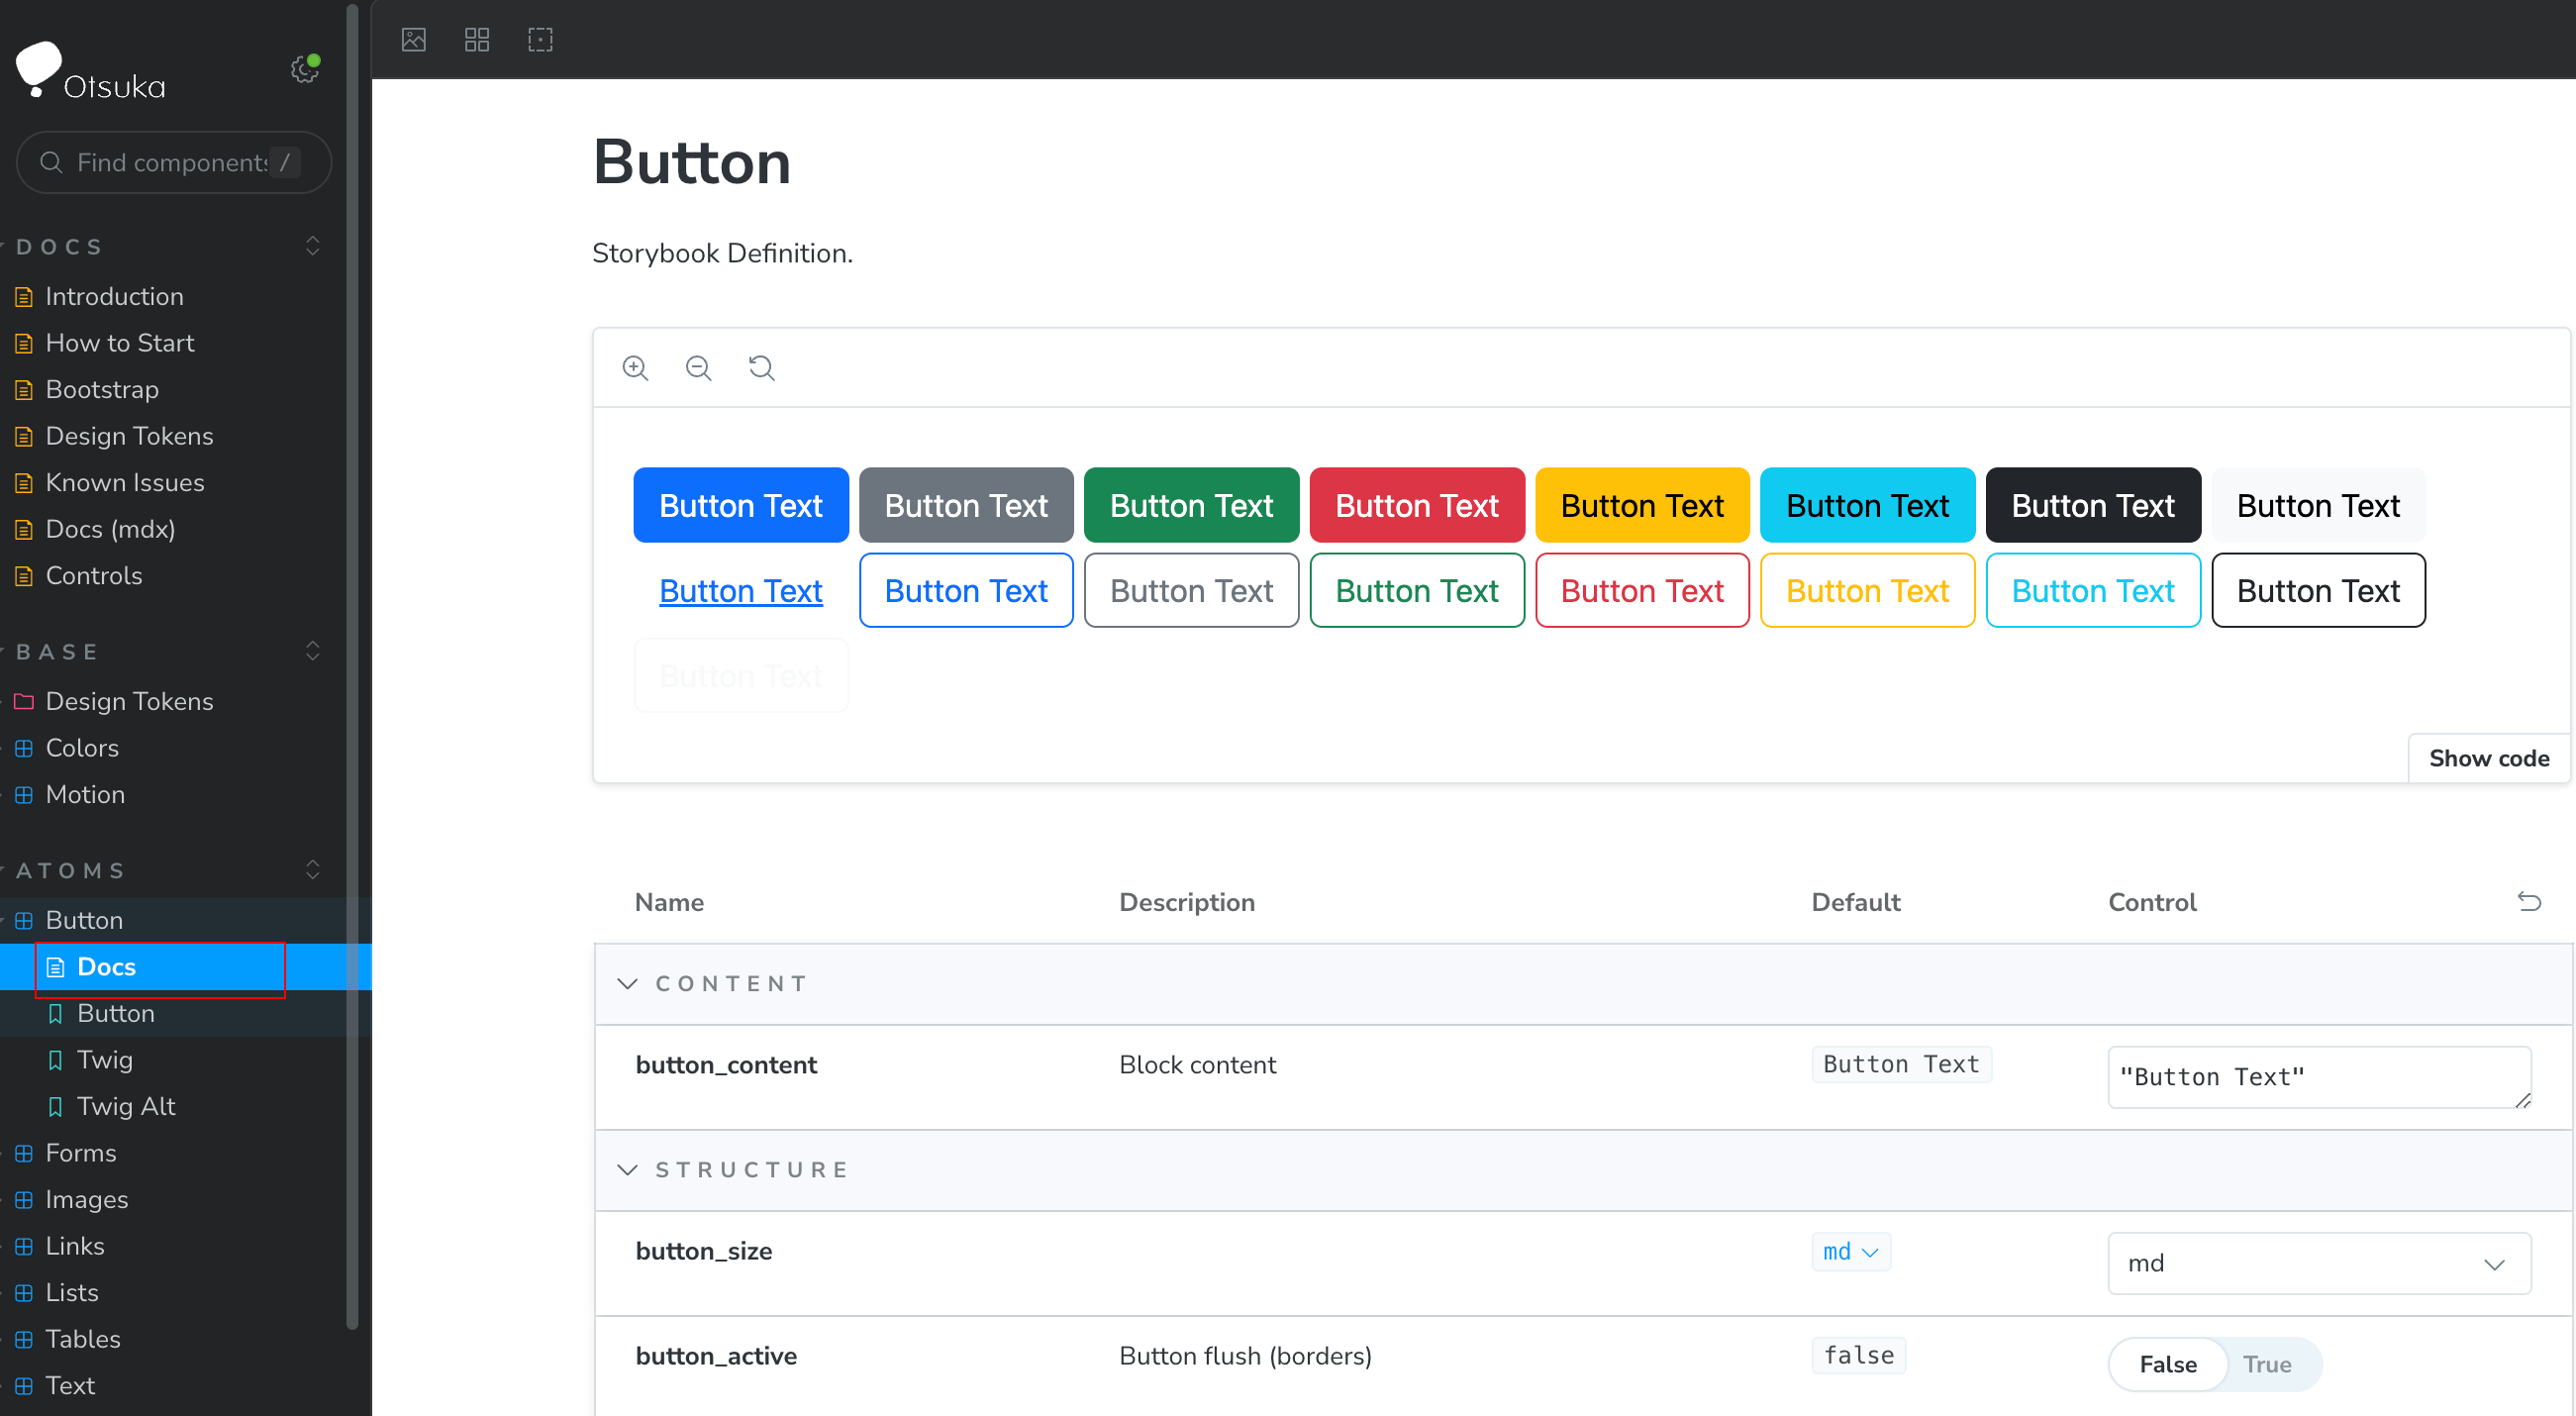 Otsuka
Find components /
DOCS
Introduction
How to Start
Bootstrap
Design Tokens
Known Issues
Docs (mdx)
Controls
BASE
Design Tokens
Colors
Motion
ATOMS
Button
Docs
Button
Twig
Twig Alt
Forms
Images
Links
Lists
Tables
Text
Button
Storybook Definition.
Button Text Button Text Button Text Button Text Button Text Button Text Button Text Button Text
Button Text Button Text Button Text Button Text Button Text Button Text Button Text Button Text
Button Text
Show code
Name Description Default Control
CONTENT
button_content Block content Button Text "Button Text"
STRUCTURE
button_size md md
button_active Button flush (borders) false False True